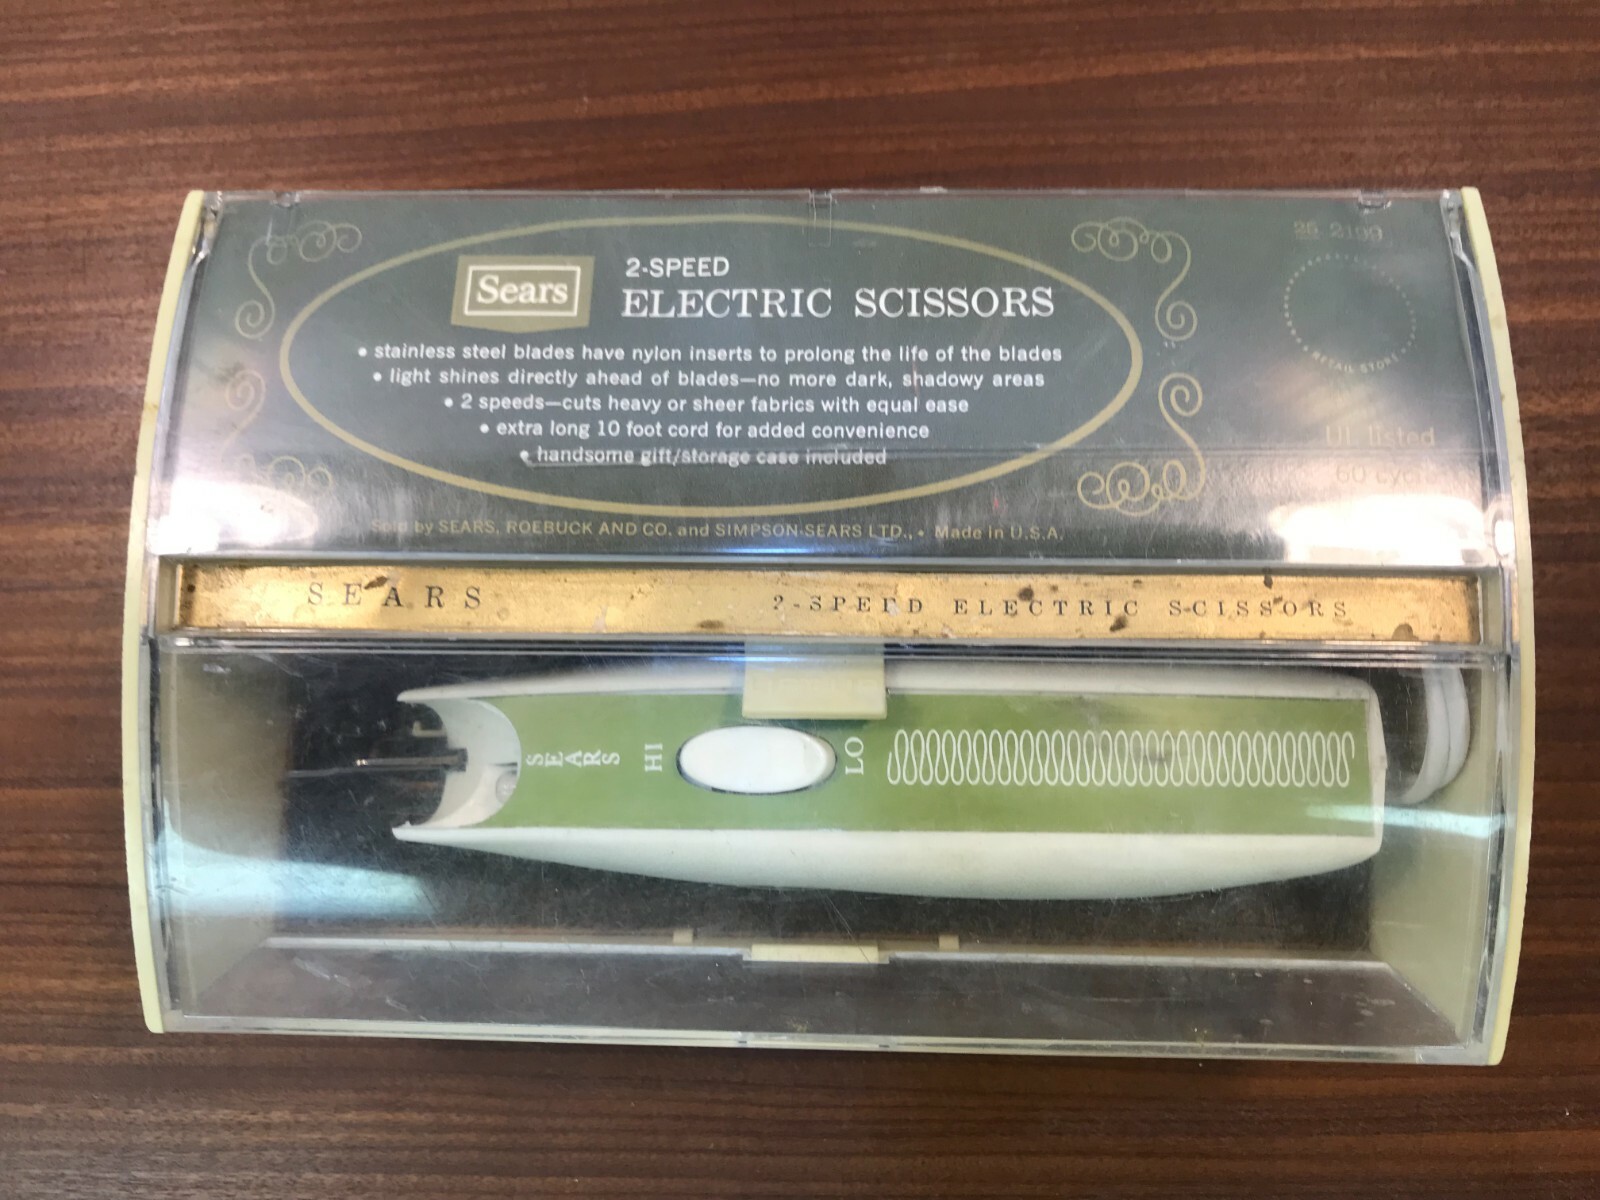 Sears
2-SPEED
ELECTRIC SCISSORS
• stainless steel blades have nylon inserts to prolong the life of the blades
• light shines directly ahead of blades—no more dark, shadowy areas
• 2 speeds—cuts heavy or sheer fabrics with equal ease
• extra long 10 foot cord for added convenience
• handsome gift/storage case included
Sold by SEARS, ROEBUCK AND CO. and SIMPSON-SEARS LTD., • Made in U.S.A.
RETAIL STORE
UL listed
60
SEARS
2-SPEED ELECTRIC SCISSORS
SEARS
HI
LO